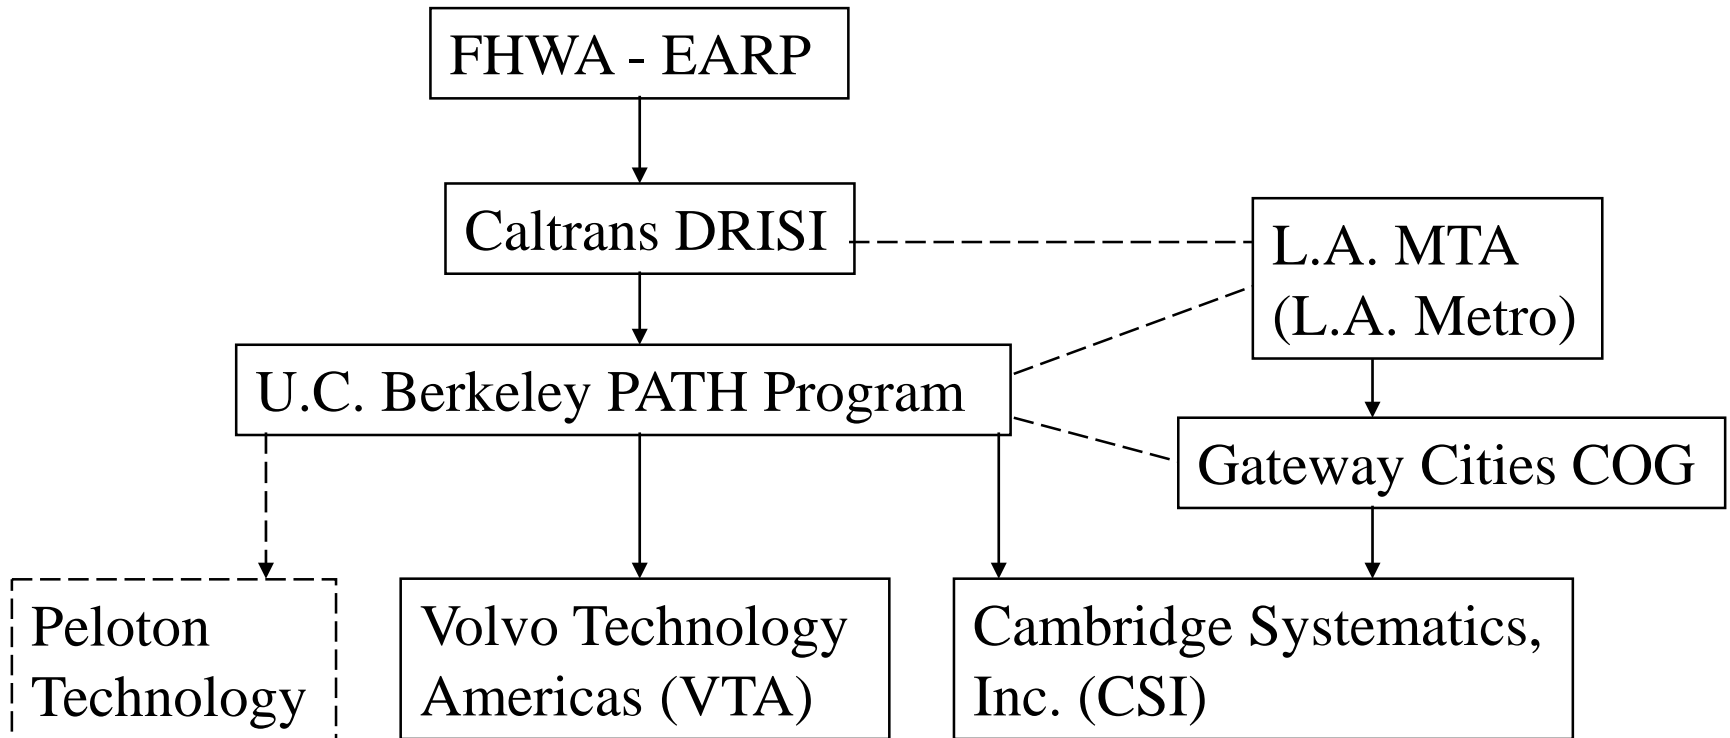 FHWA - EARP
Caltrans DRISI
L.A. MTA
(L.A. Metro)
U.C. Berkeley PATH Program
Gateway Cities COG
Peloton
Technology
Volvo Technology
Americas (VTA)
Cambridge Systematics,
Inc. (CSI)